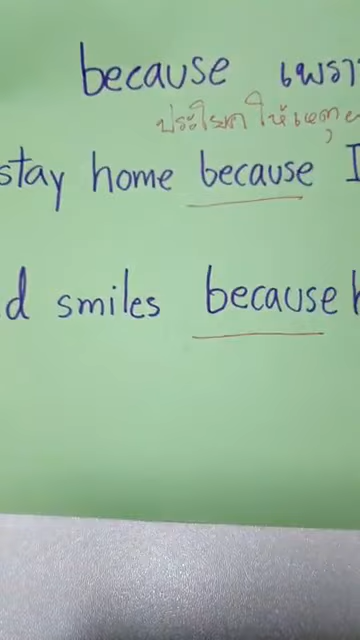 because เพรา
ประโยคให้เหตุ
stay home because I
d smiles because h